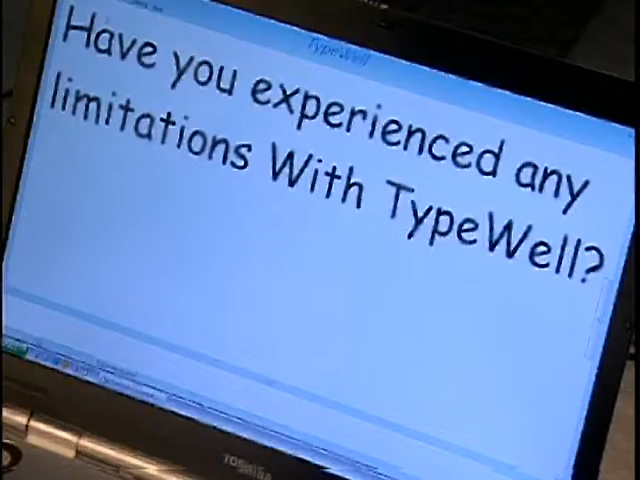 TypeWell
Have you experienced any
limitations With TypeWell?
TOSHIBA